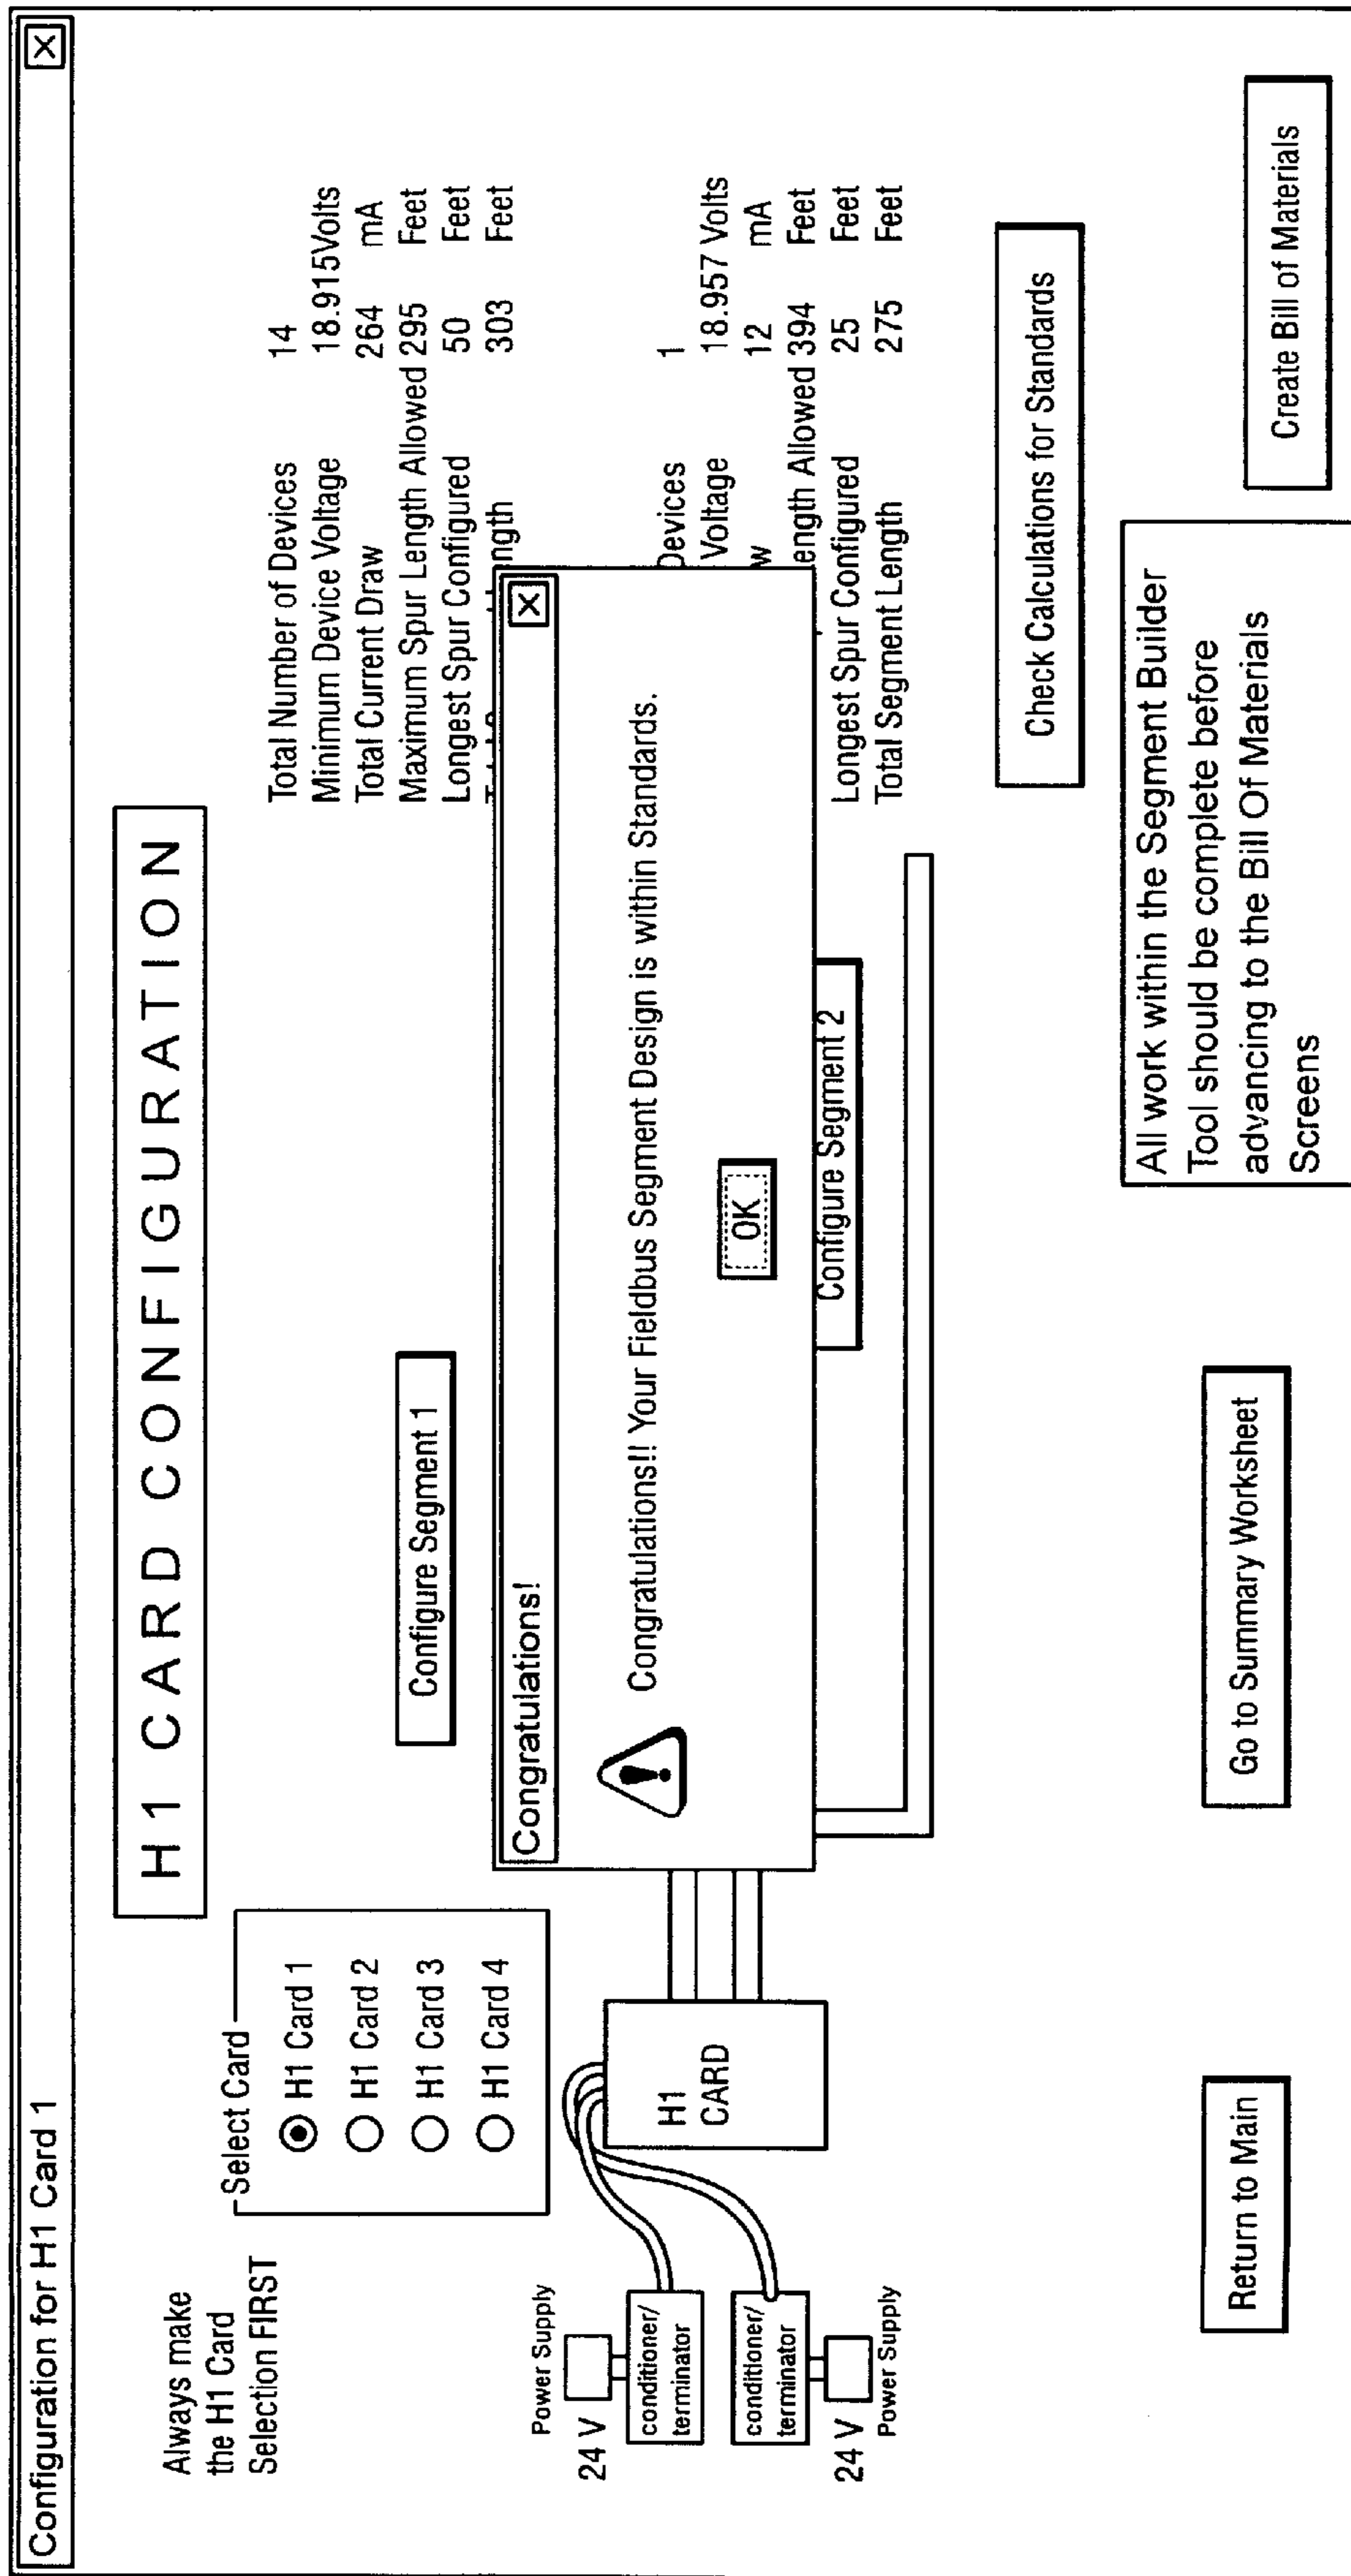 Configuration for H1 Card 1
H1 CARD CONFIGURATION
Always make
the H1 Card
Selection FIRST
Select Card
H1 Card 1
H1 Card 2
H1 Card 3
H1 Card 4
Configure Segment 1
Total Number of Devices 14
Minimum Device Voltage 18.915Volts
Total Current Draw 264 mA
Maximum Spur Length Allowed 295 Feet
Longest Spur Configured 50 Feet
ngth 303 Feet
Congratulations!
Congratulations!! Your Fieldbus Segment Design is within Standards.
OK
Power Supply
24 V
conditioner/
terminator
conditioner/
terminator
24 V
Power Supply
H1
CARD
Devices 1
Voltage 18.957 Volts
w 12 mA
ength Allowed 394 Feet
Longest Spur Configured 25 Feet
Total Segment Length 275 Feet
Configure Segment 2
Check Calculations for Standards
All work within the Segment Builder
Tool should be complete before
advancing to the Bill Of Materials
Screens
Return to Main
Go to Summary Worksheet
Create Bill of Materials